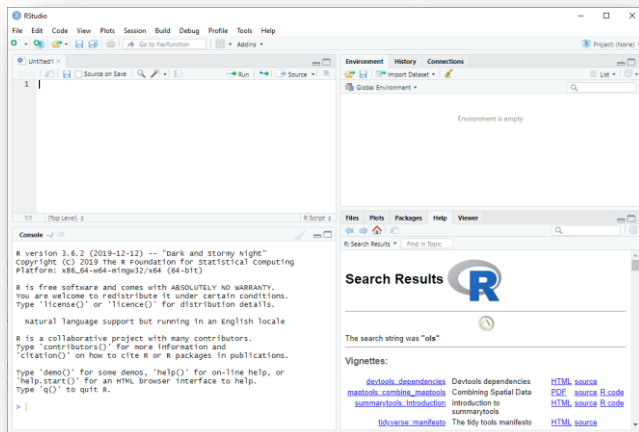 RStudio
File Edit Code View Plots Session Build Debug Profile Tools Help
Go to file/function Addins Project: (None)
Untitled1
Source on Save Run Source
1
1:1 (Top Level) R Script
Console ~/
R version 3.6.2 (2019-12-12) -- "Dark and Stormy Night"
Copyright (C) 2019 The R Foundation for Statistical Computing
Platform: x86_64-w64-mingw32/x64 (64-bit)
R is free software and comes with ABSOLUTELY NO WARRANTY.
You are welcome to redistribute it under certain conditions.
Type 'license()' or 'licence()' for distribution details.
Natural language support but running in an English locale
R is a collaborative project with many contributors.
Type 'contributors()' for more information and
'citation()' on how to cite R or R packages in publications.
Type 'demo()' for some demos, 'help()' for on-line help, or
'help.start()' for an HTML browser interface to help.
Type 'q()' to quit R.
>
Environment History Connections
Import Dataset List
Global Environment
Environment is empty
Files Plots Packages Help Viewer
R: Search Results Find in Topic
Search Results R
The search string was "ols"
Vignettes:
devtools::dependencies Devtools dependencies HTML source
maptools::combine_maptools Combining Spatial Data PDF source R code
summarytools::Introduction Introduction to summarytools HTML source R code
tidyverse::manifesto The tidy tools manifesto HTML source